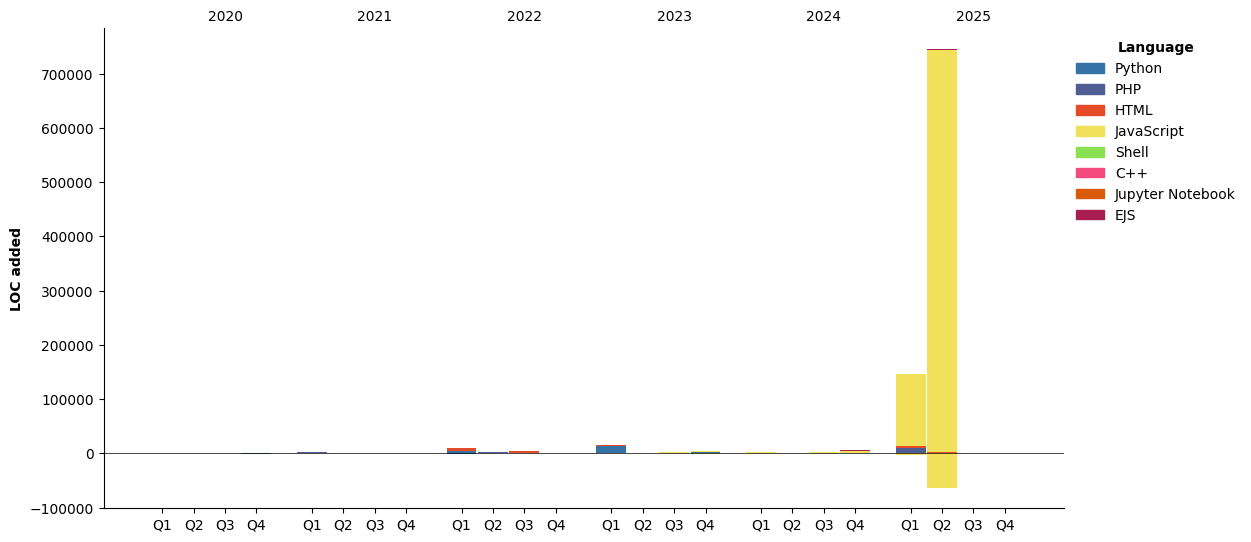 2020 2021 2022 2023 2024 2025
LOC added
700000
600000
500000
400000
300000
200000
100000
0
−100000
Q1 Q2 Q3 Q4 Q1 Q2 Q3 Q4 Q1 Q2 Q3 Q4 Q1 Q2 Q3 Q4 Q1 Q2 Q3 Q4 Q1 Q2 Q3 Q4
Language
Python
PHP
HTML
JavaScript
Shell
C++
Jupyter Notebook
EJS